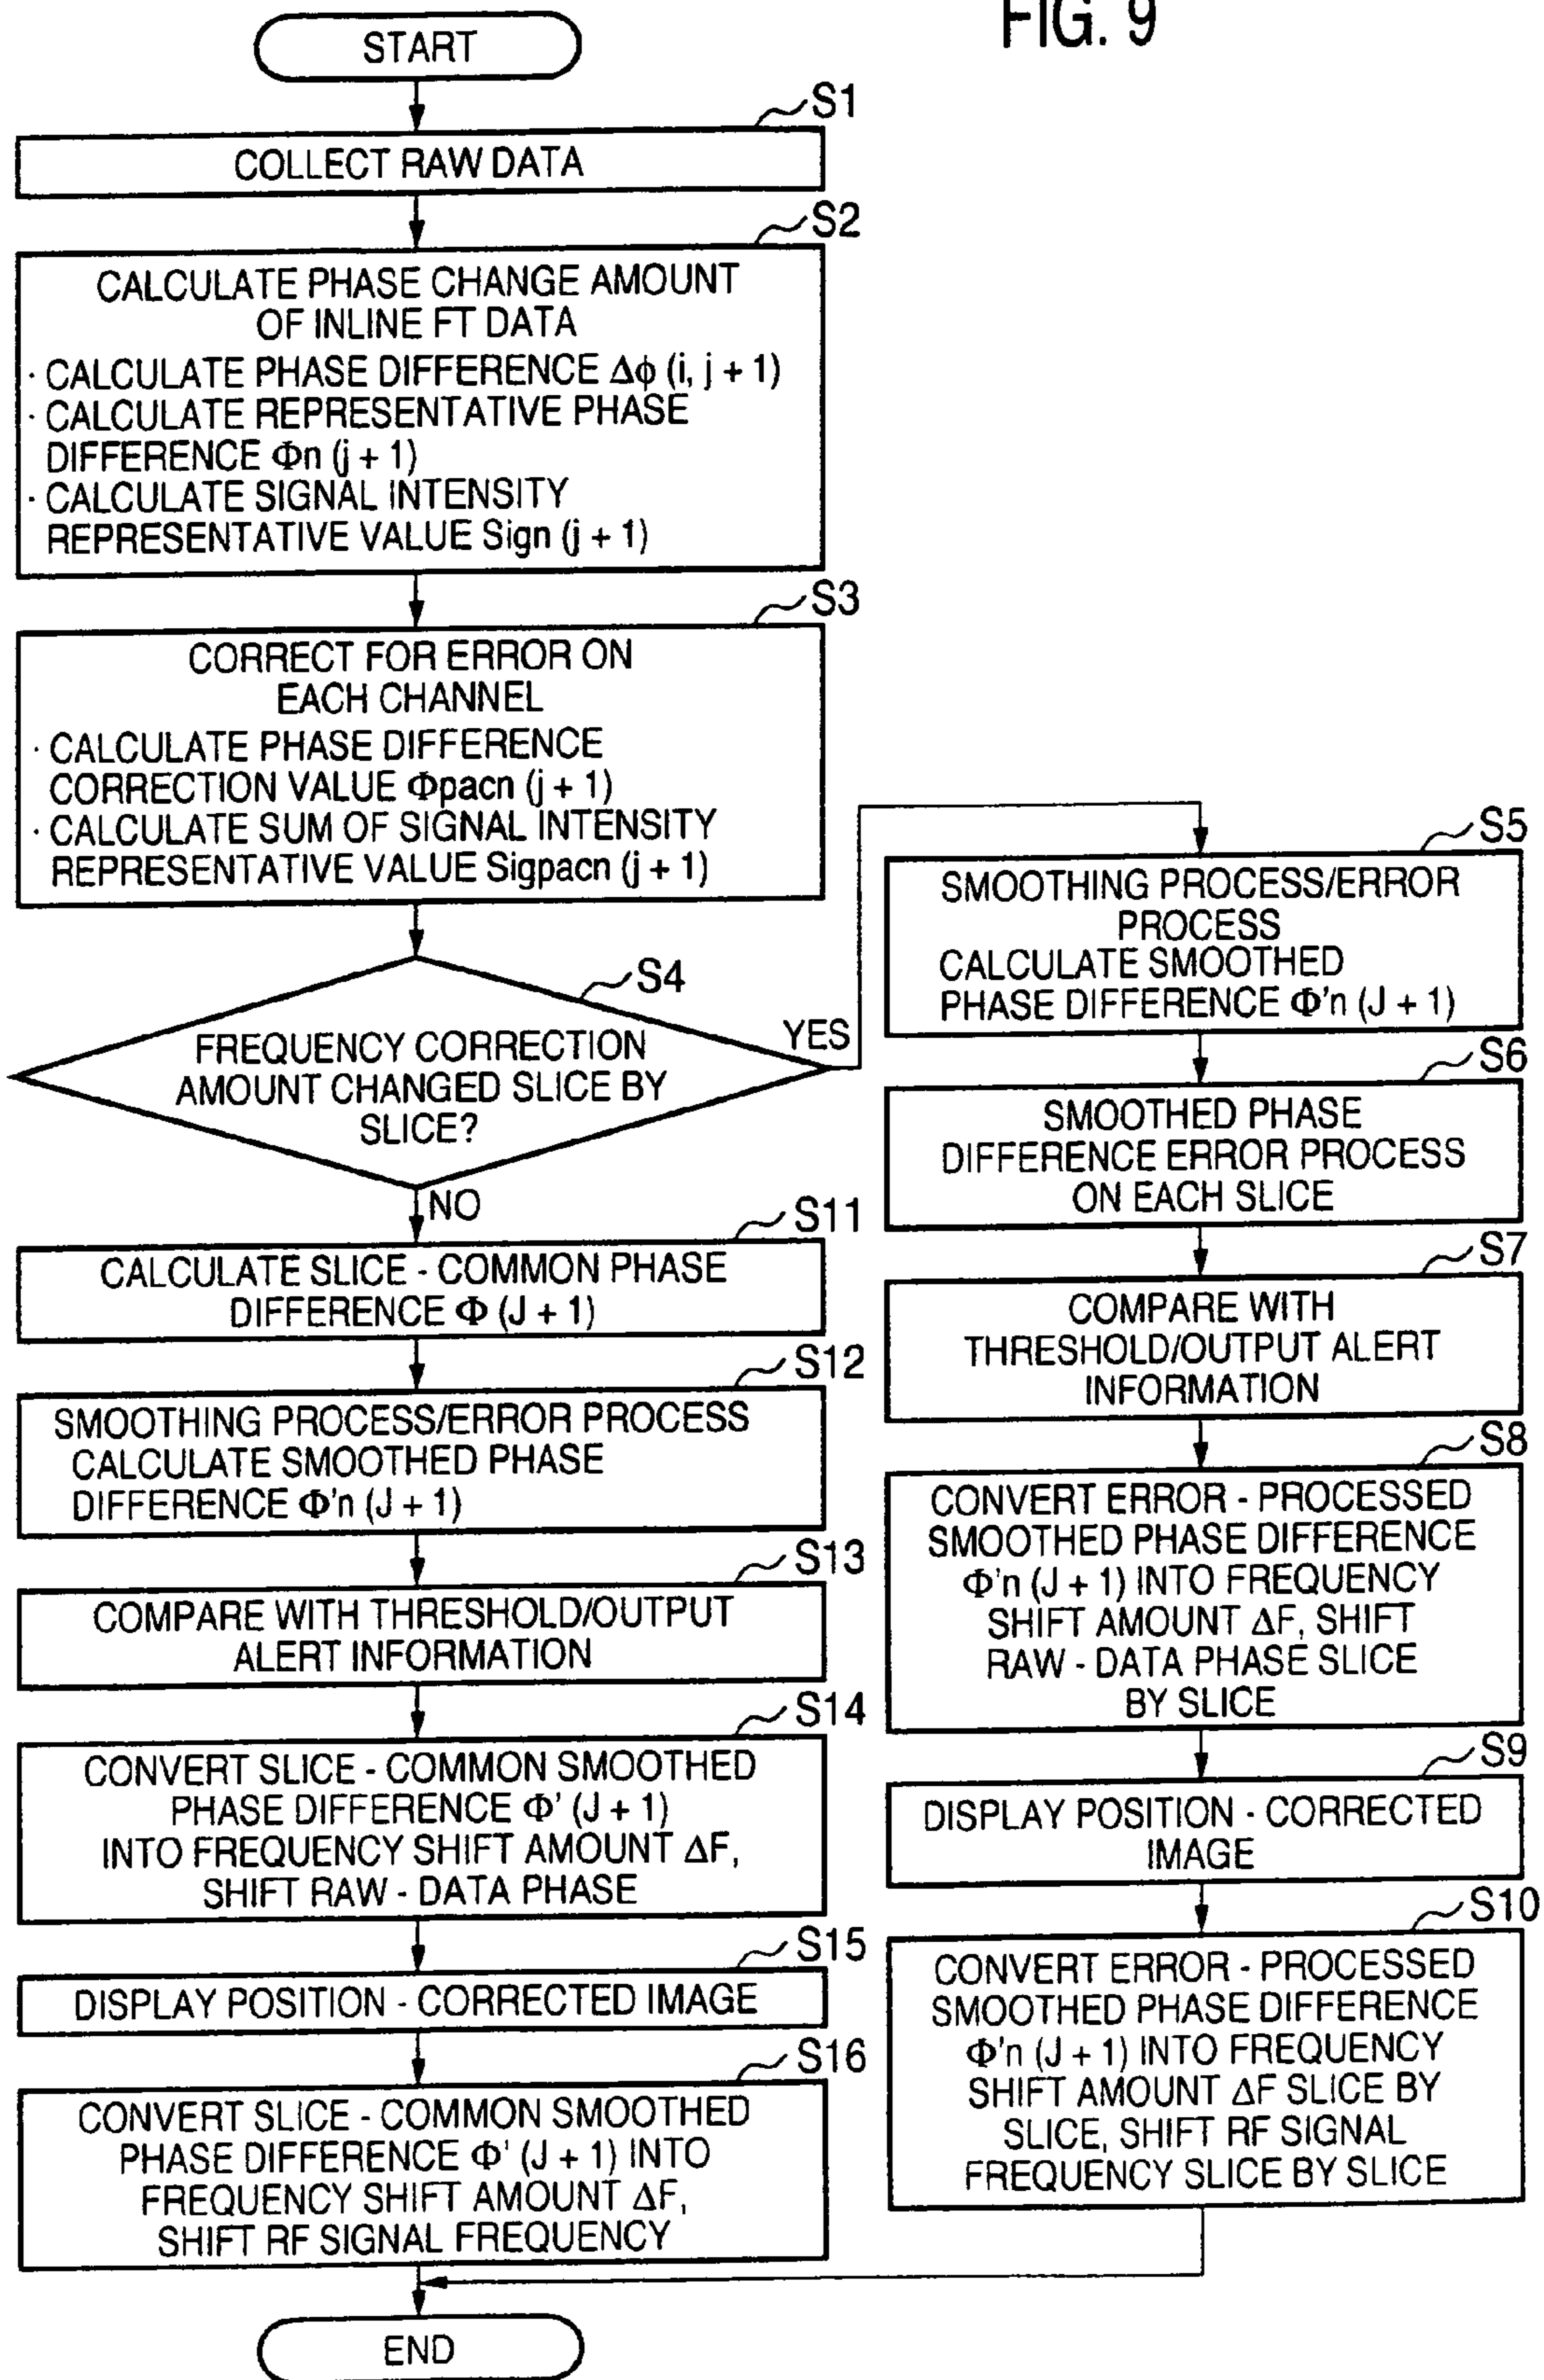 FIG. 9
START
S1
COLLECT RAW DATA
S2
CALCULATE PHASE CHANGE AMOUNT
OF INLINE FT DATA
· CALCULATE PHASE DIFFERENCE Δϕ (i, j + 1)
· CALCULATE REPRESENTATIVE PHASE
DIFFERENCE Φn (j + 1)
· CALCULATE SIGNAL INTENSITY
REPRESENTATIVE VALUE Sign (j + 1)
S3
CORRECT FOR ERROR ON
EACH CHANNEL
· CALCULATE PHASE DIFFERENCE
CORRECTION VALUE Φpacn (j + 1)
· CALCULATE SUM OF SIGNAL INTENSITY
REPRESENTATIVE VALUE Sigpacn (j + 1)
S4
FREQUENCY CORRECTION
AMOUNT CHANGED SLICE BY
SLICE?
YES
NO
S5
SMOOTHING PROCESS/ERROR
PROCESS
CALCULATE SMOOTHED
PHASE DIFFERENCE Φ'n (J + 1)
S6
SMOOTHED PHASE
DIFFERENCE ERROR PROCESS
ON EACH SLICE
S7
COMPARE WITH
THRESHOLD/OUTPUT ALERT
INFORMATION
S8
CONVERT ERROR - PROCESSED
SMOOTHED PHASE DIFFERENCE
Φ'n (J + 1) INTO FREQUENCY
SHIFT AMOUNT ΔF, SHIFT
RAW - DATA PHASE SLICE
BY SLICE
S9
DISPLAY POSITION - CORRECTED
IMAGE
S10
CONVERT ERROR - PROCESSED
SMOOTHED PHASE DIFFERENCE
Φ'n (J + 1) INTO FREQUENCY
SHIFT AMOUNT ΔF SLICE BY
SLICE, SHIFT RF SIGNAL
FREQUENCY SLICE BY SLICE
S11
CALCULATE SLICE - COMMON PHASE
DIFFERENCE Φ (J + 1)
S12
SMOOTHING PROCESS/ERROR PROCESS
CALCULATE SMOOTHED PHASE
DIFFERENCE Φ'n (J + 1)
S13
COMPARE WITH THRESHOLD/OUTPUT
ALERT INFORMATION
S14
CONVERT SLICE - COMMON SMOOTHED
PHASE DIFFERENCE Φ' (J + 1)
INTO FREQUENCY SHIFT AMOUNT ΔF,
SHIFT RAW - DATA PHASE
S15
DISPLAY POSITION - CORRECTED IMAGE
S16
CONVERT SLICE - COMMON SMOOTHED
PHASE DIFFERENCE Φ' (J + 1) INTO
FREQUENCY SHIFT AMOUNT ΔF,
SHIFT RF SIGNAL FREQUENCY
END